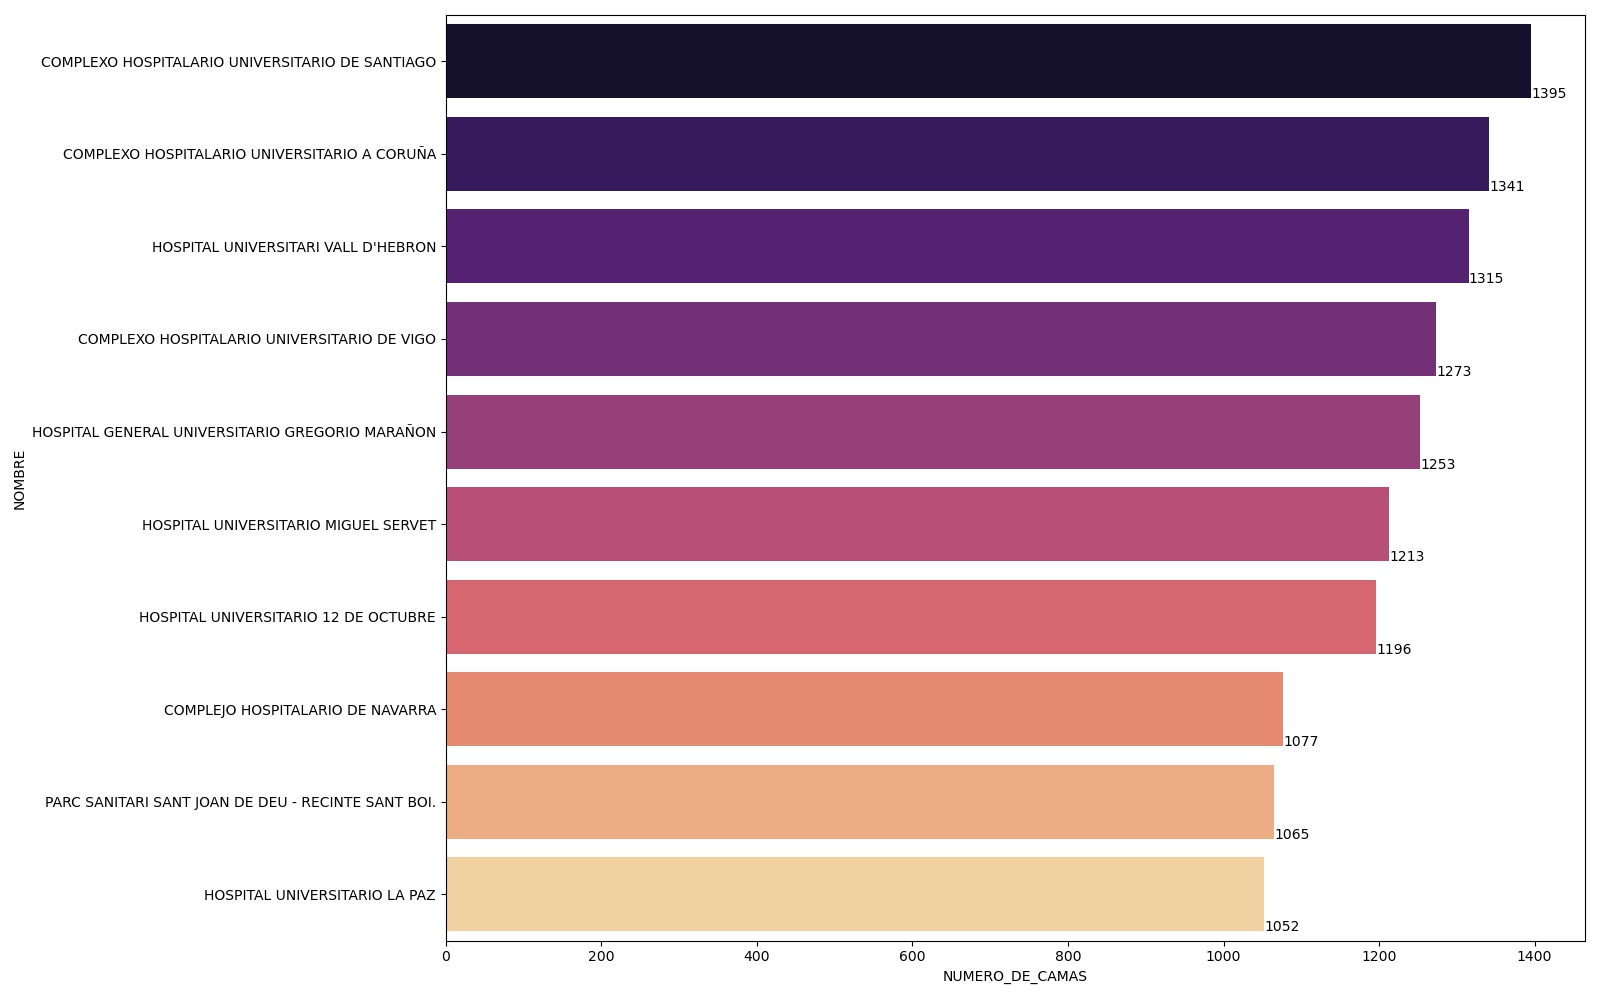 COMPLEXO HOSPITALARIO UNIVERSITARIO DE SANTIAGO
1395
COMPLEXO HOSPITALARIO UNIVERSITARIO A CORUÑA
1341
HOSPITAL UNIVERSITARI VALL D'HEBRON
1315
COMPLEXO HOSPITALARIO UNIVERSITARIO DE VIGO
1273
HOSPITAL GENERAL UNIVERSITARIO GREGORIO MARAÑON
1253
HOSPITAL UNIVERSITARIO MIGUEL SERVET
1213
HOSPITAL UNIVERSITARIO 12 DE OCTUBRE
1196
COMPLEJO HOSPITALARIO DE NAVARRA
1077
PARC SANITARI SANT JOAN DE DEU - RECINTE SANT BOI.
1065
HOSPITAL UNIVERSITARIO LA PAZ
1052
NOMBRE
0 200 400 600 800 1000 1200 1400
NUMERO_DE_CAMAS